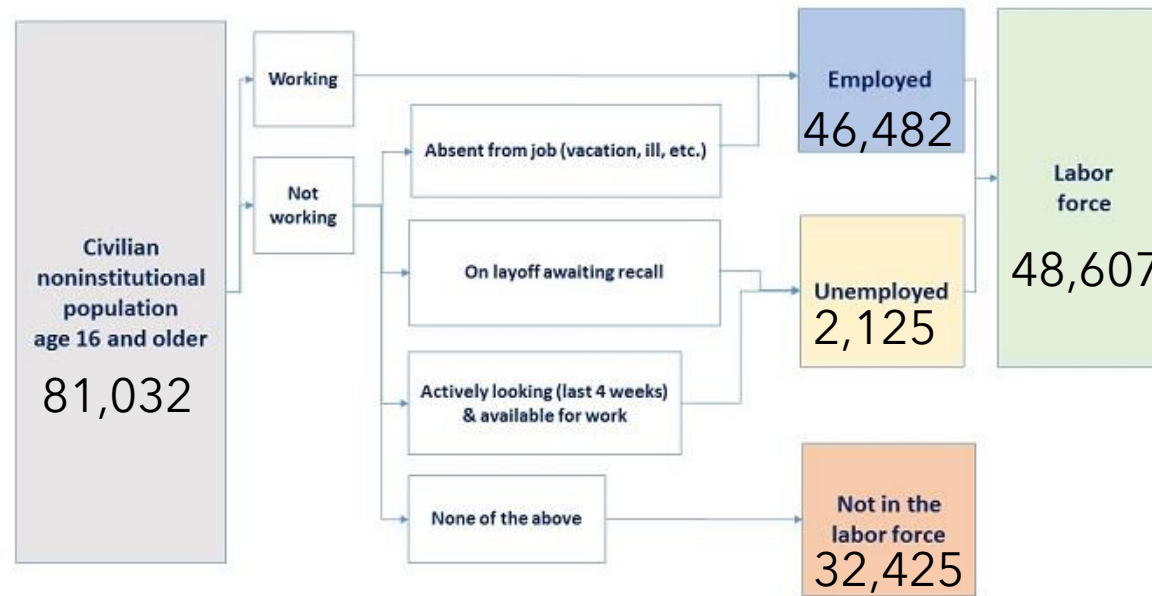 Civilian
noninstitutional
population
age 16 and older
81,032
Working
Not
working
Absent from job (vacation, ill, etc.)
On layoff awaiting recall
Actively looking (last 4 weeks)
& available for work
None of the above
Employed
46,482
Unemployed
2,125
Not in the
labor force
32,425
Labor
force
48,607